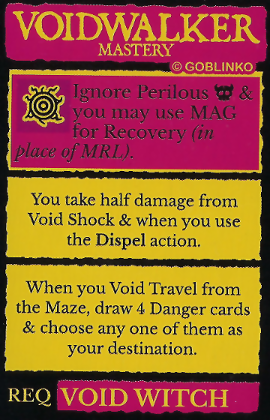 VOIDWALKER
MASTERY
© GOBLINKO
Ignore Perilous &
you may use MAG
for Recovery (in
place of MRL).
You take half damage from
Void Shock & when you use
the Dispel action.
When you Void Travel from
the Maze, draw 4 Danger cards
& choose any one of them as
your destination.
REQ VOID WITCH